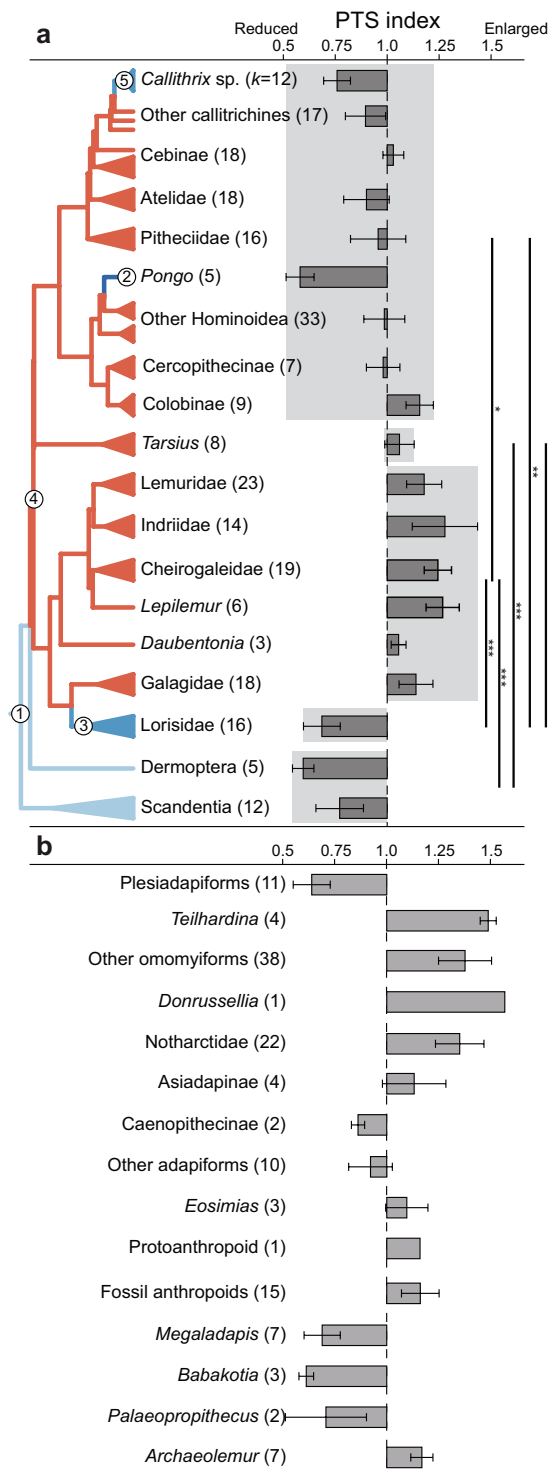 a
Reduced PTS index Enlarged
0.5 0.75 1.0 1.25 1.5
5 Callithrix sp. (k=12)
Other callitrichines (17)
Cebinae (18)
Atelidae (18)
Pitheciidae (16)
2 Pongo (5)
Other Hominoidea (33)
Cercopithecinae (7)
Colobinae (9)
*
Tarsius (8)
**
4
Lemuridae (23)
Indriidae (14)
Cheirogaleidae (19)
Lepilemur (6)
***
Daubentonia (3)
***
Galagidae (18)
***
1
3 Lorisidae (16)
Dermoptera (5)
Scandentia (12)
b
0.5 0.75 1.0 1.25 1.5
Plesiadapiforms (11)
Teilhardina (4)
Other omomyiforms (38)
Donrussellia (1)
Notharctidae (22)
Asiadapinae (4)
Caenopithecinae (2)
Other adapiforms (10)
Eosimias (3)
Protoanthropoid (1)
Fossil anthropoids (15)
Megaladapis (7)
Babakotia (3)
Palaeopropithecus (2)
Archaeolemur (7)